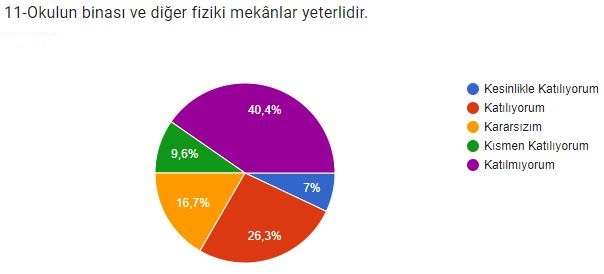 11-Okulun binası ve diğer fiziki mekânlar yeterlidir.
40,4%
9,6%
7%
16,7%
26,3%
Kesinlikle Katılıyorum
Katılıyorum
Kararsızım
Kısmen Katılıyorum
Katılmıyorum